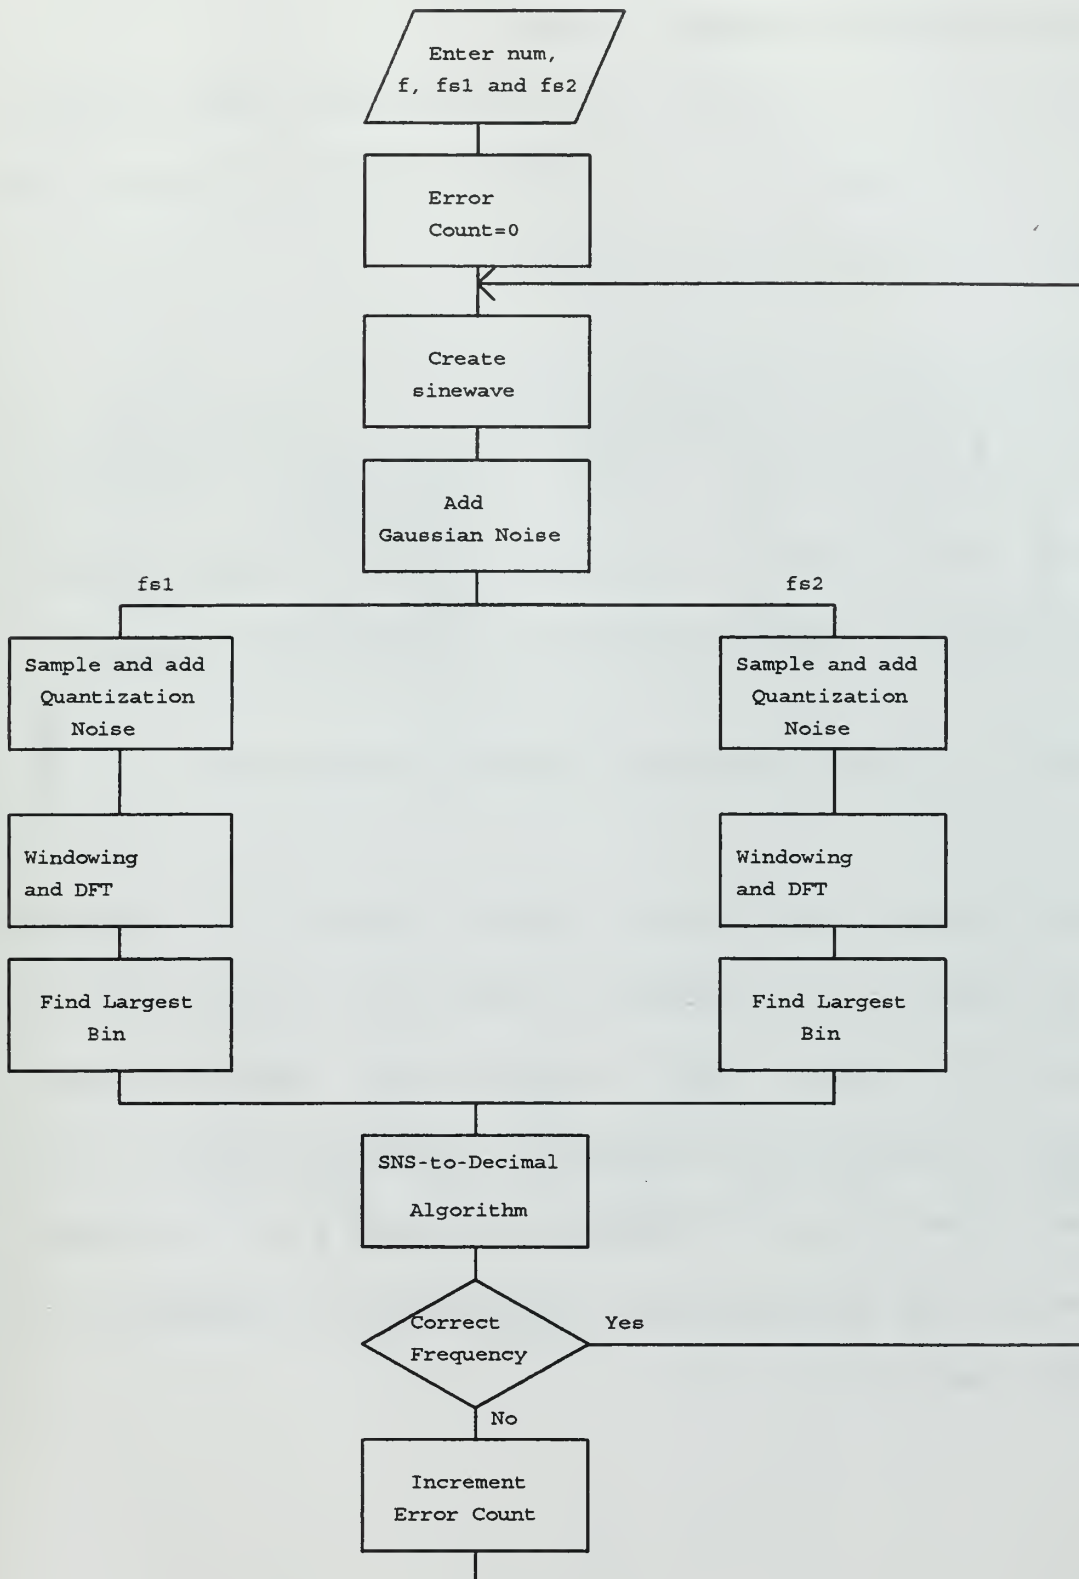 Enter num,
f, fs1 and fs2
Error
Count=0
Create
sinewave
Add
Gaussian Noise
fs1
fs2
Sample and add
Quantization
Noise
Sample and add
Quantization
Noise
Windowing
and DFT
Windowing
and DFT
Find Largest
Bin
Find Largest
Bin
SNS-to-Decimal
Algorithm
Correct
Frequency
Yes
No
Increment
Error Count